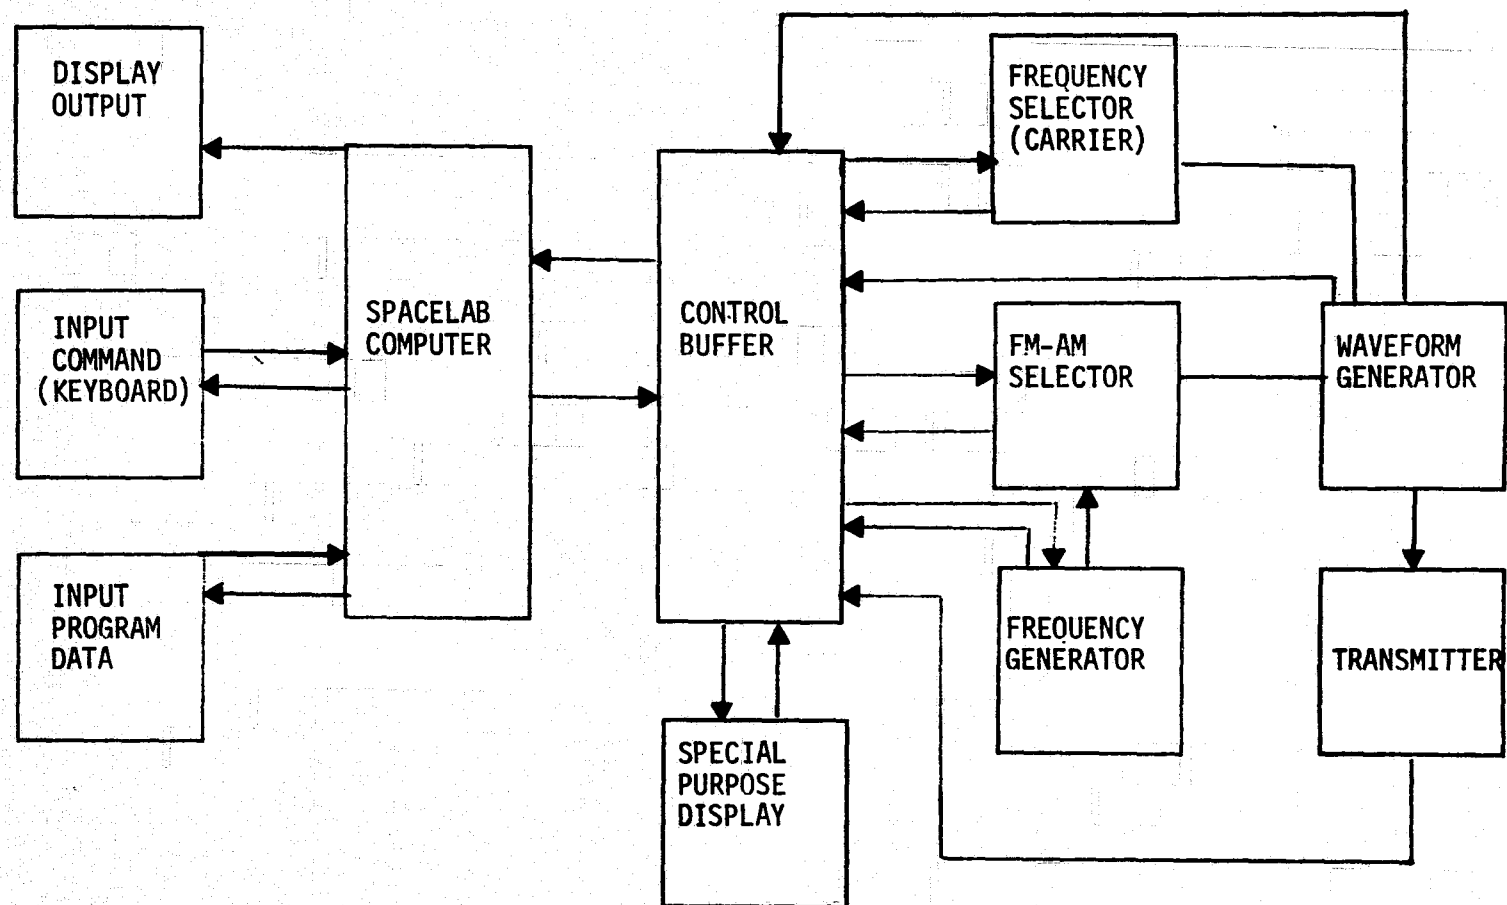 DISPLAY
OUTPUT
INPUT
COMMAND
(KEYBOARD)
INPUT
PROGRAM
DATA
SPACELAB
COMPUTER
CONTROL
BUFFER
SPECIAL
PURPOSE
DISPLAY
FREQUENCY
SELECTOR
(CARRIER)
FM-AM
SELECTOR
FREQUENCY
GENERATOR
WAVEFORM
GENERATOR
TRANSMITTER